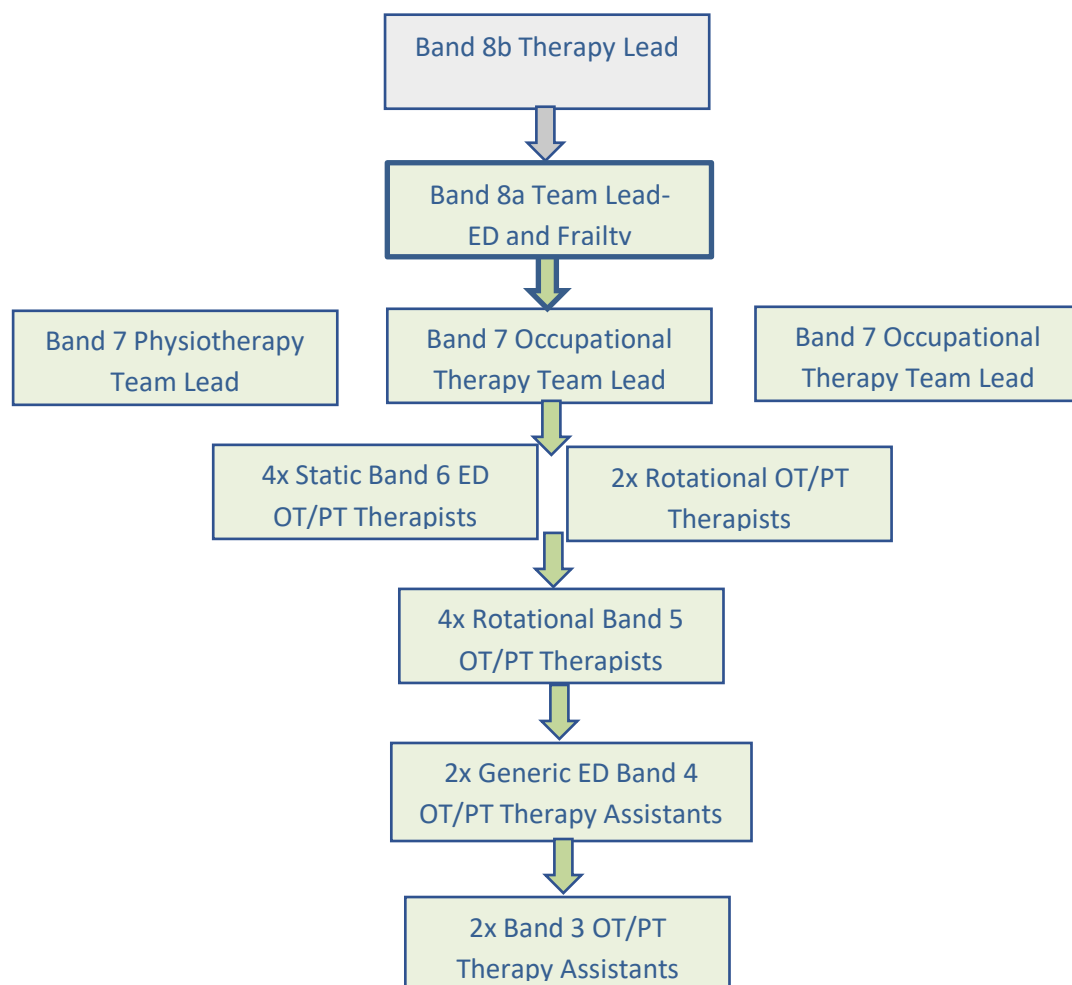 Band 8b Therapy Lead
Band 8a Team Lead-
ED and Frailty
Band 7 Physiotherapy
Team Lead
Band 7 Occupational
Therapy Team Lead
Band 7 Occupational
Therapy Team Lead
4x Static Band 6 ED
OT/PT Therapists
2x Rotational OT/PT
Therapists
4x Rotational Band 5
OT/PT Therapists
2x Generic ED Band 4
OT/PT Therapy Assistants
2x Band 3 OT/PT
Therapy Assistants